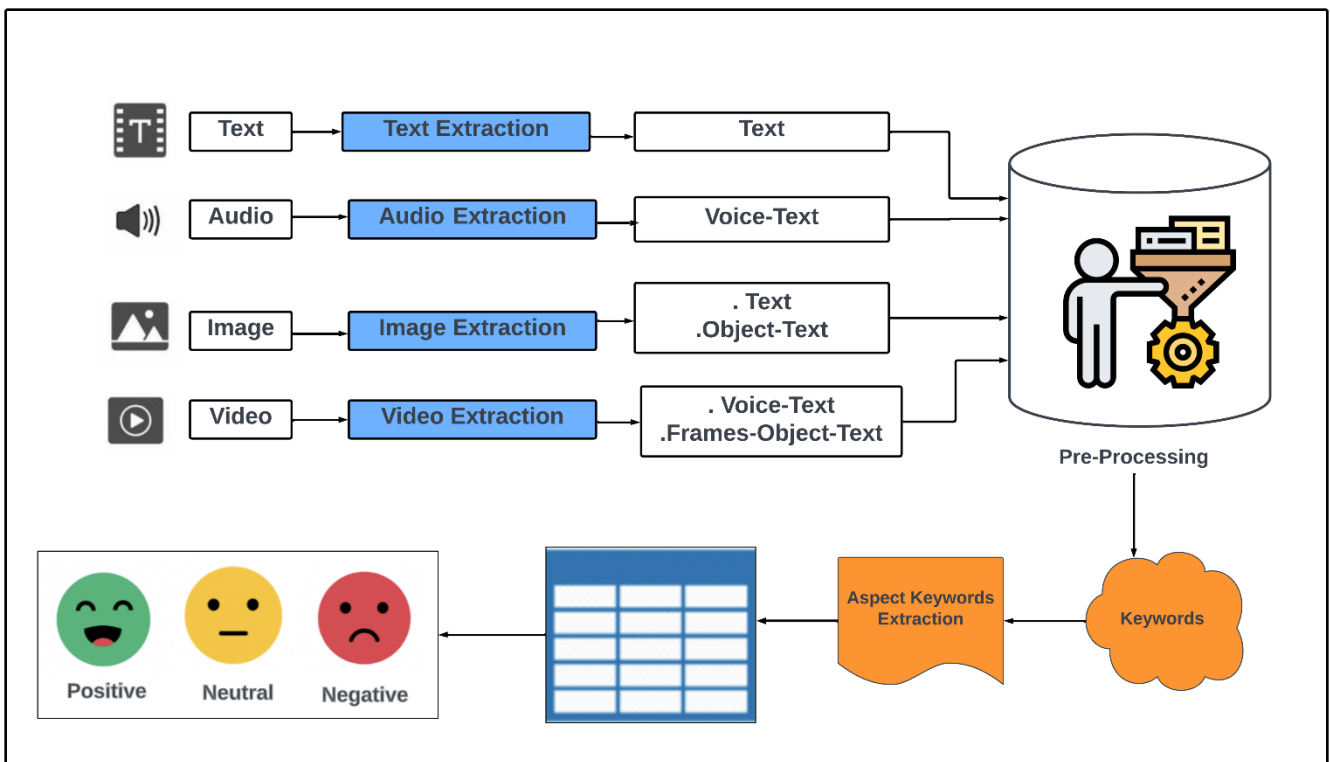 T
Text
Text Extraction
Text
Audio
Audio Extraction
Voice-Text
Image
Image Extraction
. Text
.Object-Text
Video
Video Extraction
. Voice-Text
.Frames-Object-Text
Pre-Processing
Keywords
Aspect Keywords
Extraction
Positive
Neutral
Negative